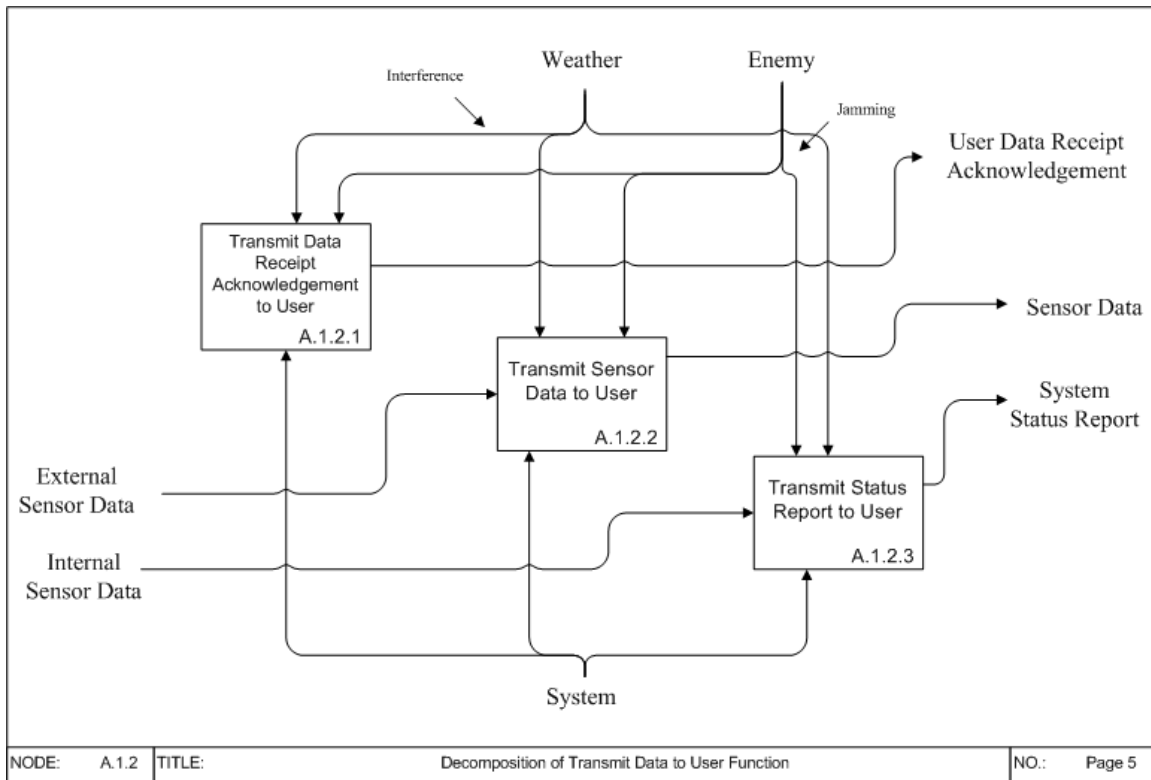 Weather
Enemy
Interference
Jamming
User Data Receipt
Acknowledgement
Transmit Data
Receipt
Acknowledgement
to User
A.1.2.1
Sensor Data
Transmit Sensor
Data to User
A.1.2.2
System
Status Report
External
Sensor Data
Transmit Status
Report to User
A.1.2.3
Internal
Sensor Data
System
NODE: A.1.2 TITLE: Decomposition of Transmit Data to User Function NO.: Page 5